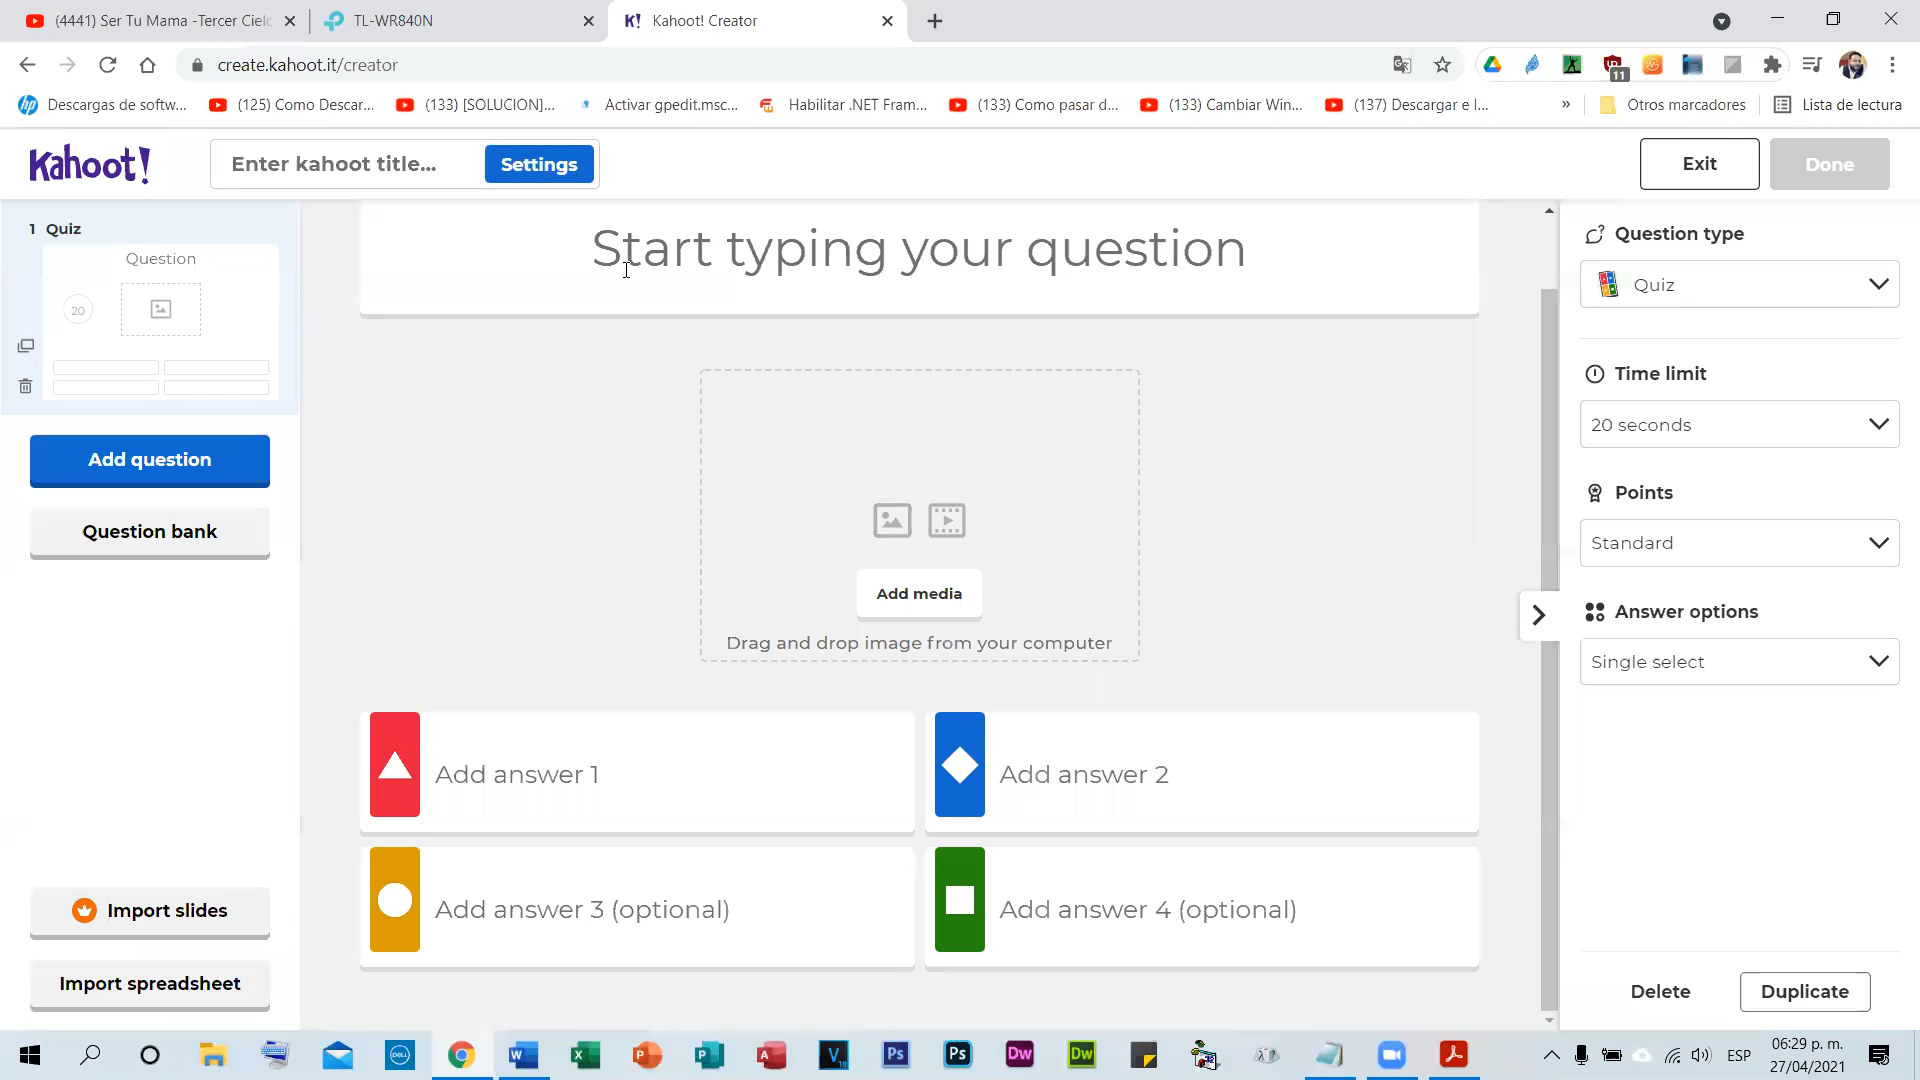 (4441) Ser Tu Mama -Tercer Cielo
TL-WR840N
Kahoot! Creator
create.kahoot.it/creator
11
Descargas de softw...
(125) Como Descar...
(133) [SOLUCION]...
Activar gpedit.msc...
Habilitar .NET Fram...
(133) Como pasar d...
(133) Cambiar Win...
(137) Descargar e I...
»
Otros marcadores
Lista de lectura
Kahoot!
Enter kahoot title...
Settings
Exit
Done
1 Quiz
Question
20
Add question
Question bank
Import slides
Import spreadsheet
Start typing your question
Add media
Drag and drop image from your computer
Add answer 1
Add answer 2
Add answer 3 (optional)
Add answer 4 (optional)
Question type
Quiz
Time limit
20 seconds
Points
Standard
Answer options
Single select
Delete
Duplicate
ESP
06:29 p. m.
27/04/2021